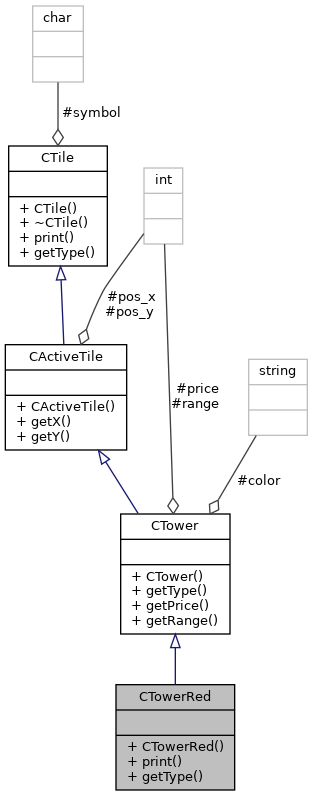 char
#symbol
CTile
+ CTile()
+ ~CTile()
+ print()
+ getType()
int
#pos_x
#pos_y
CActiveTile
+ CActiveTile()
+ getX()
+ getY()
#price
#range
string
#color
CTower
+ CTower()
+ getType()
+ getPrice()
+ getRange()
CTowerRed
+ CTowerRed()
+ print()
+ getType()